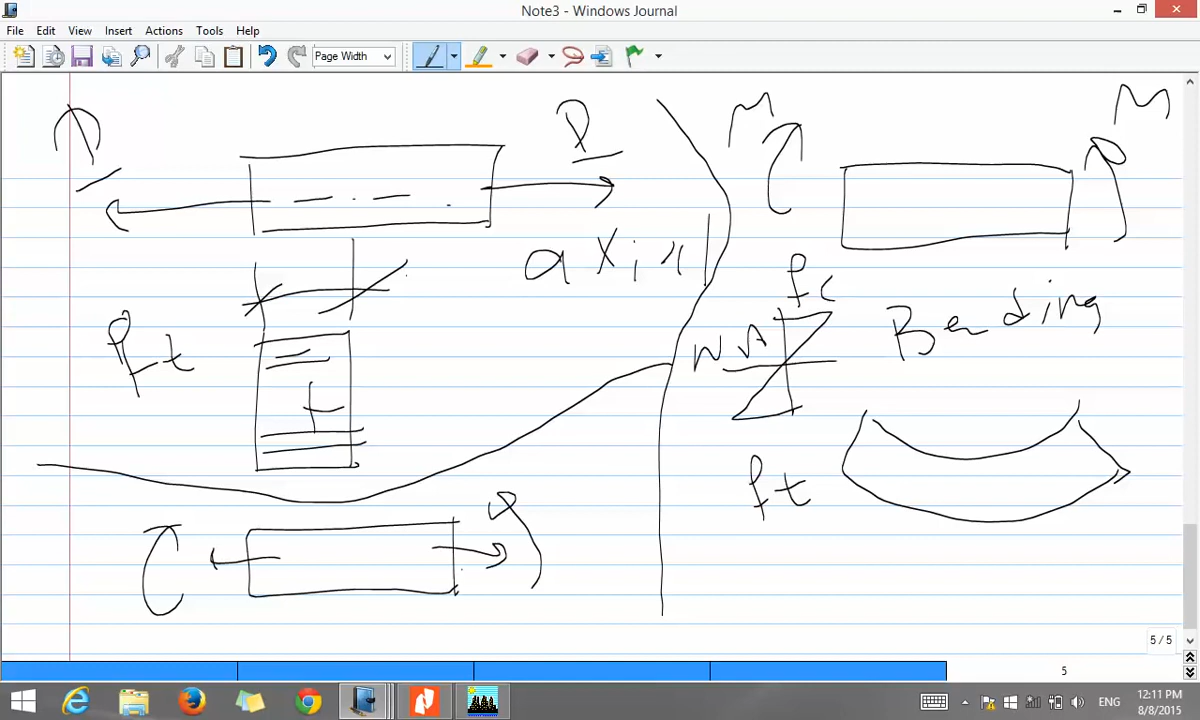 Note3 - Windows Journal
File Edit View Insert Actions Tools Help
Page Width
P
P
axial
ft
M
M
fc
NA
Bending
ft
5 / 5
5
ENG
12:11 PM
8/8/2015